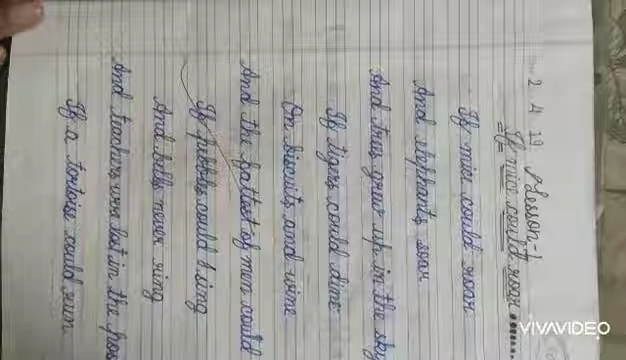 2 4 19 Lesson-1
If mice could roar
If mice could roar
And elephants soar
And trees grow up in the sky
If tigers could dine
On biscuits and wine
And the fattest of men could
If pebbles could sing
And bells never ring
And teachers were lost in the
If a tortoise could run
VIVAVIDEO